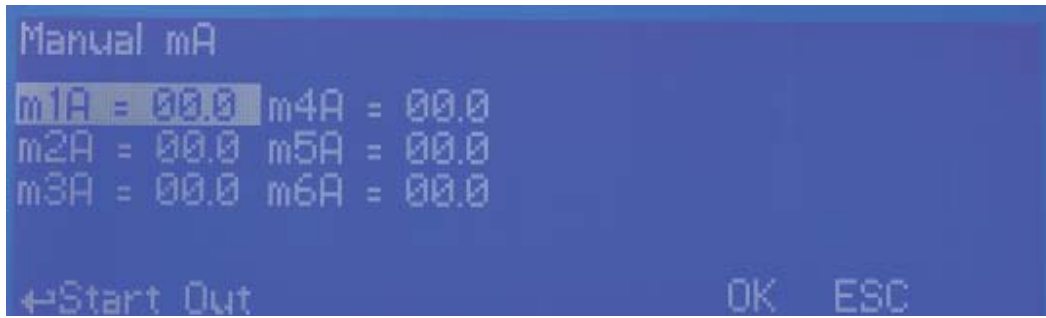 Manual mA
m1A = 00.0 m4A = 00.0
m2A = 00.0 m5A = 00.0
m3A = 00.0 m6A = 00.0
↵Start Out OK ESC